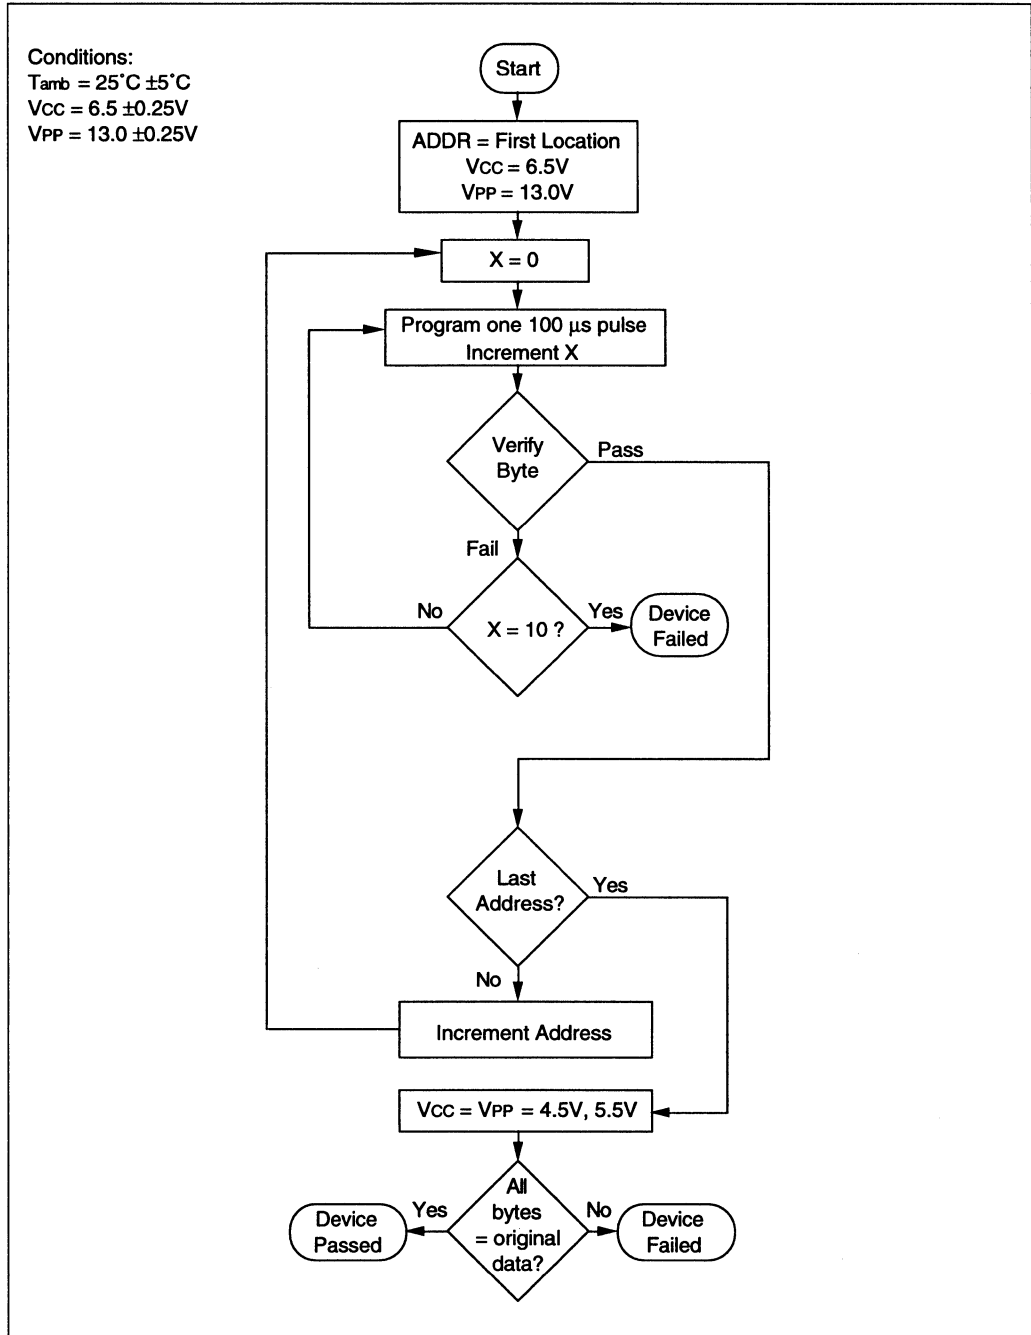 Conditions:
Tamb = 25˚C ±5˚C
VCC = 6.5 ±0.25V
VPP = 13.0 ±0.25V
Start
ADDR = First Location
VCC = 6.5V
VPP = 13.0V
X = 0
Program one 100 µs pulse
Increment X
Verify
Byte
Pass
Fail
No
X = 10 ?
Yes
Device
Failed
Last
Address?
Yes
No
Increment Address
VCC = VPP = 4.5V, 5.5V
Device
Passed
Yes
All
bytes
= original
data?
No
Device
Failed